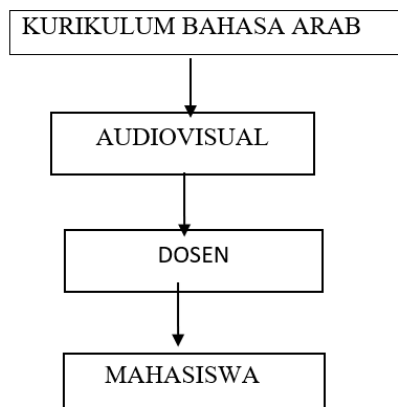 KURIKULUM BAHASA ARAB
AUDIOVISUAL
DOSEN
MAHASISWA